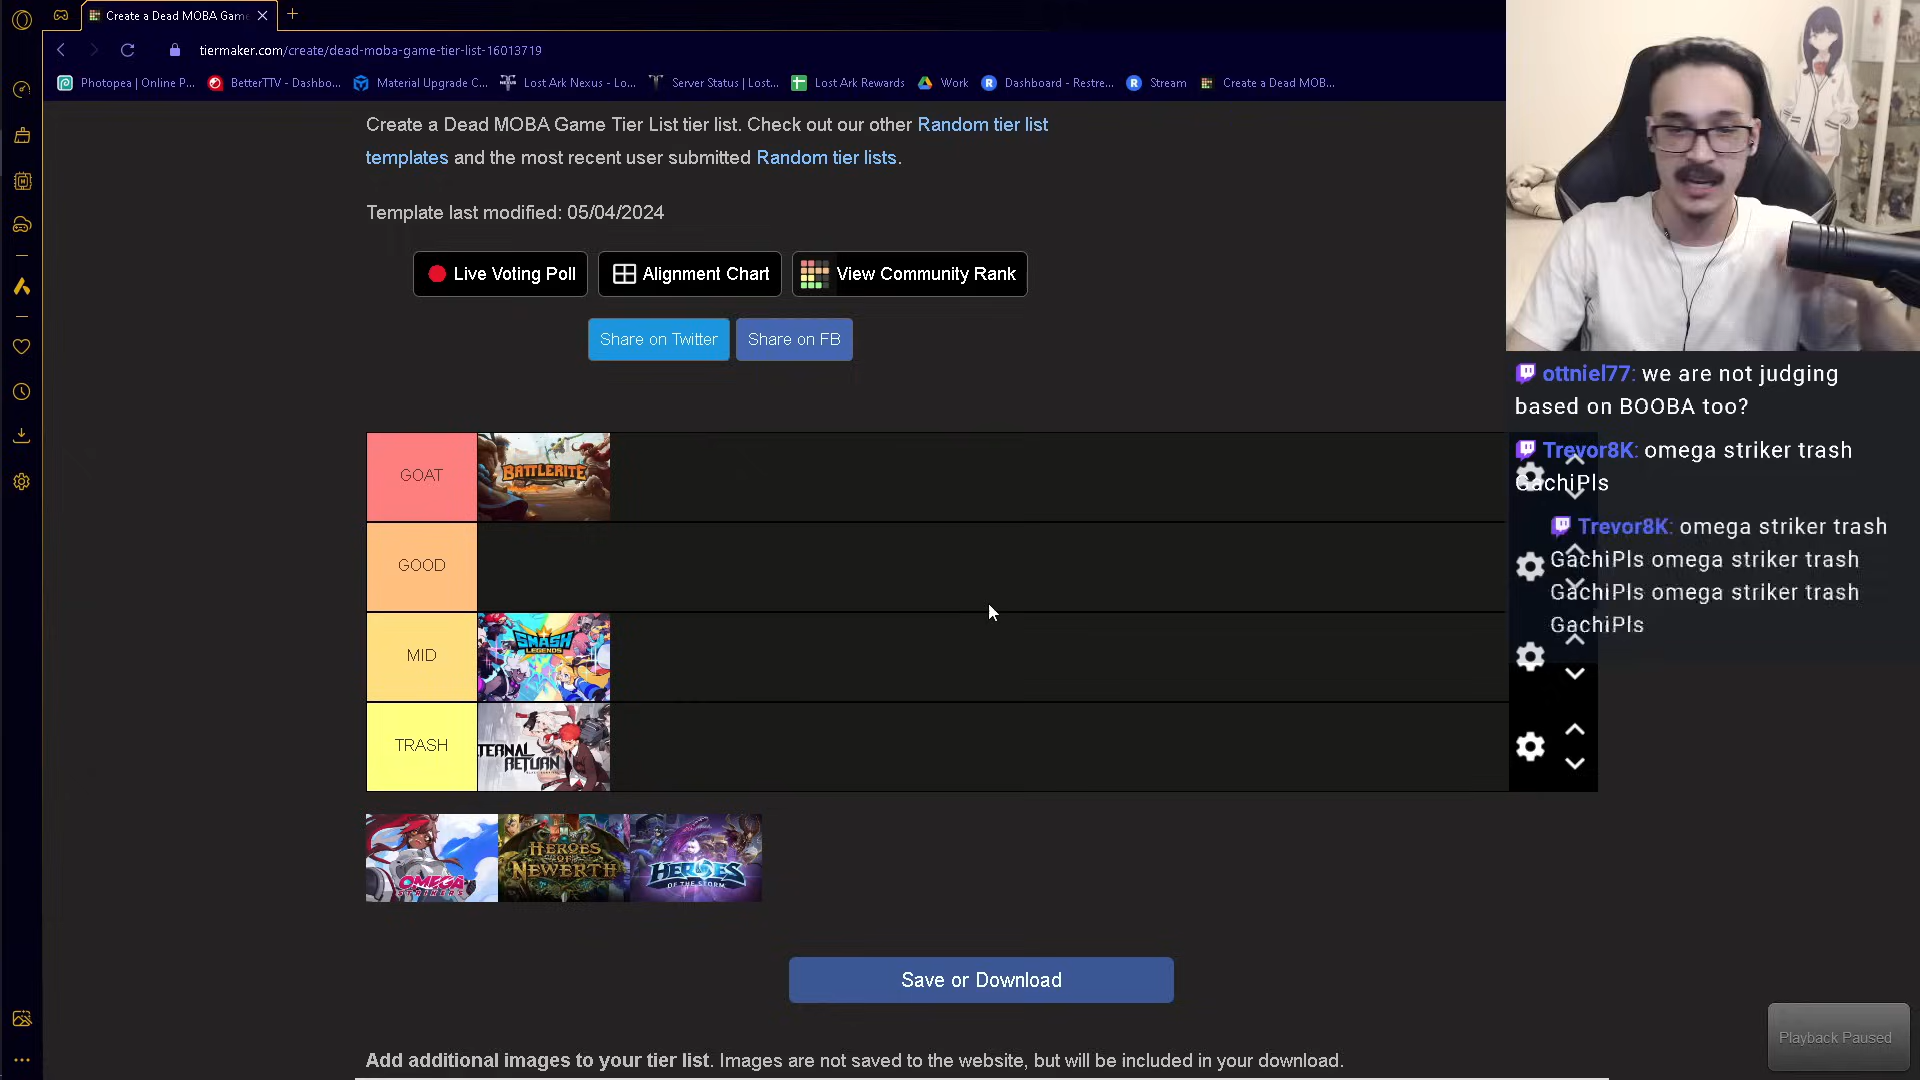 Create a Dead MOBA Game
tiermaker.com/create/dead-moba-game-tier-list-16013719
Photopea | Online P...
BetterTTV - Dashbo...
Material Upgrade C...
Lost Ark Nexus - Lo...
Server Status | Lost...
Lost Ark Rewards
Work
Dashboard - Restre...
Stream
Create a Dead MOB...
Create a Dead MOBA Game Tier List tier list. Check out our other Random tier list
templates and the most recent user submitted Random tier lists.
Template last modified: 05/04/2024
Live Voting Poll
Alignment Chart
View Community Rank
Share on Twitter
Share on FB
ottniel77: we are not judging
based on BOOBA too?
Trevor8K: omega striker trash
GachiPls
Trevor8K: omega striker trash
GachiPls omega striker trash
GachiPls omega striker trash
GachiPls
GOAT
BATTLERITE
GOOD
MID
SMASH
LEGENDS
TRASH
TERNAL
RETURN
OMEGA
STRIKERS
HEROES
OF
NEWERTH
HEROES
OF THE STORM
Save or Download
Add additional images to your tier list. Images are not saved to the website, but will be included in your download.
Playback Paused